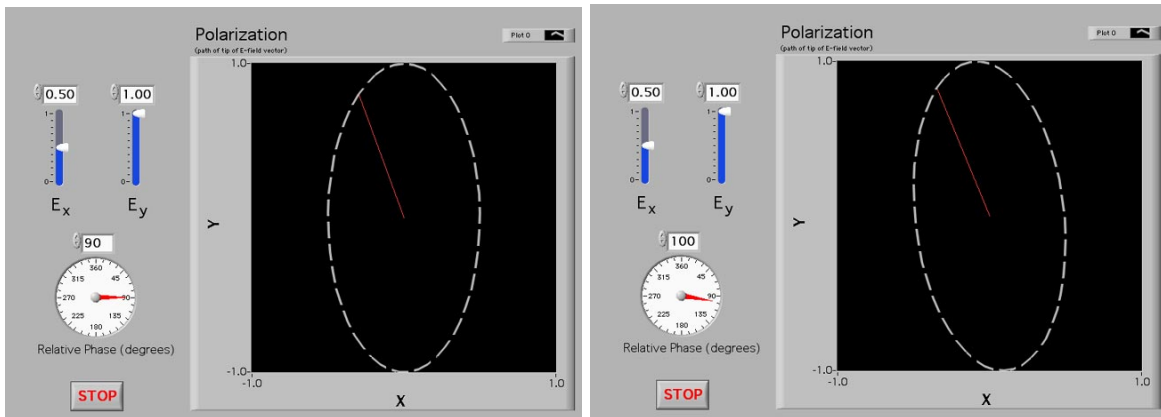 Polarization
(path of tip of E-field vector)
Plot 0
0.50
1.00
1-
1-
0-
0-
Ex
Ey
90
360
315
45
270
90
225
135
180
Relative Phase (degrees)
STOP
1.0
Y
-1.0
-1.0
1.0
X
Polarization
(path of tip of E-field vector)
Plot 0
0.50
1.00
1-
1-
0-
0-
Ex
Ey
100
360
315
45
270
90
225
135
180
Relative Phase (degrees)
STOP
1.0
Y
-1.0
-1.0
1.0
X